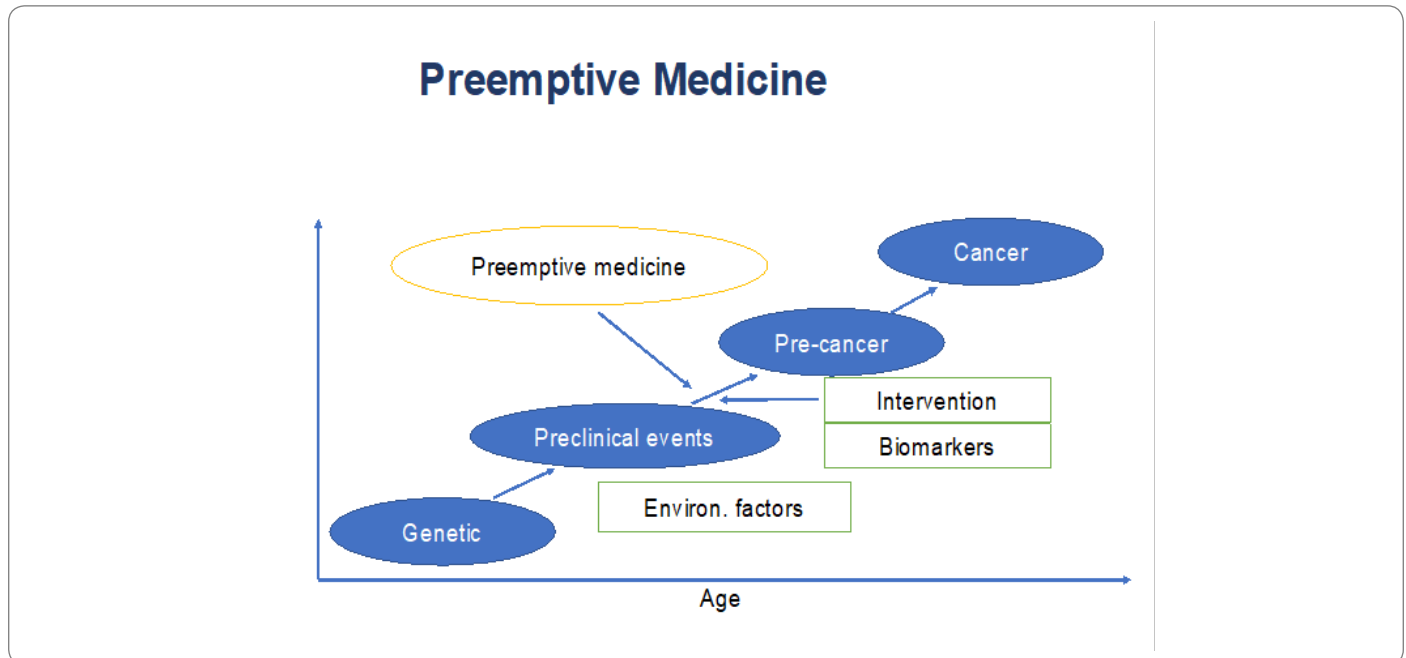 Preemptive Medicine
Cancer
Preemptive medicine
Pre-cancer
Intervention
Preclinical events
Biomarkers
Environ. factors
Genetic
Age